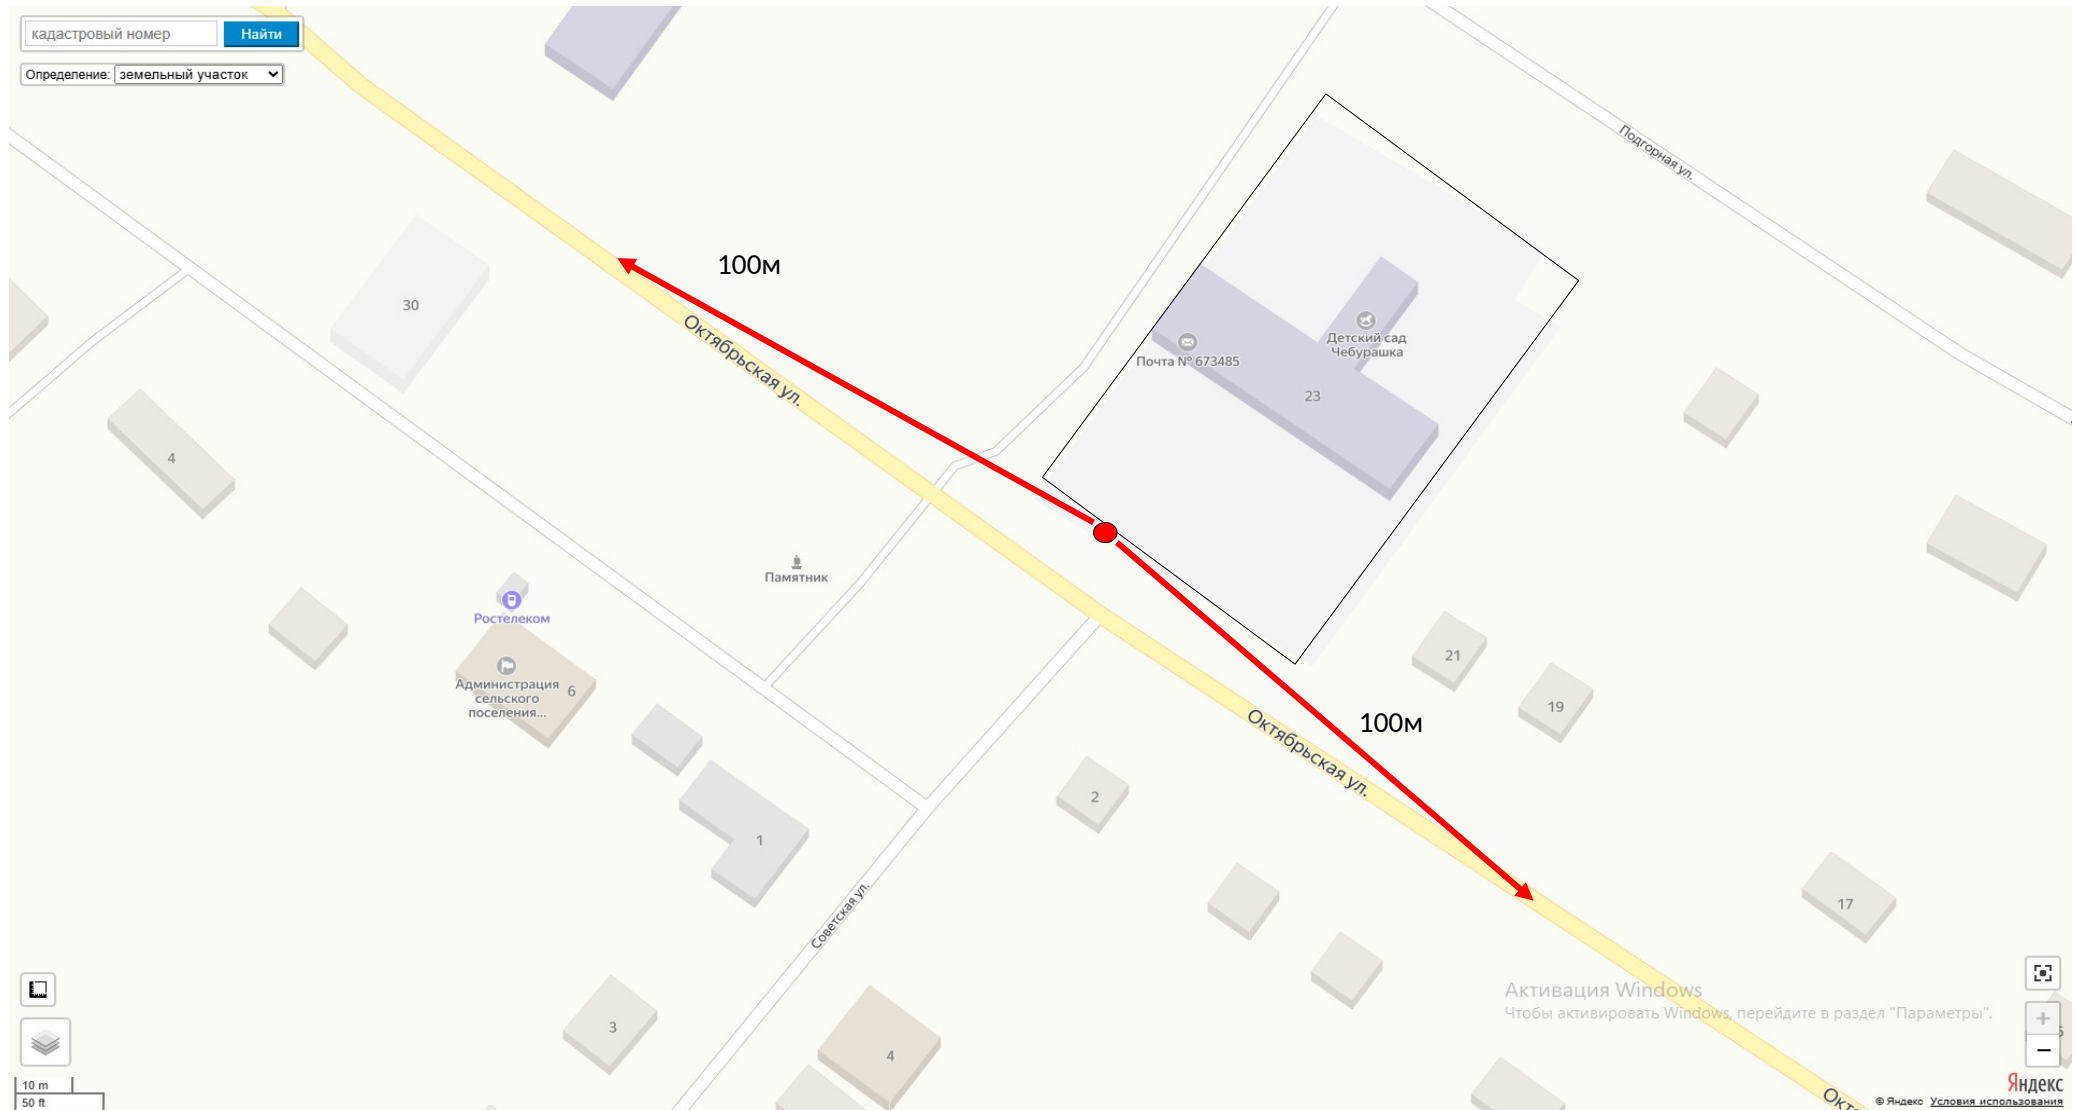 кадастровый номер
Найти
Определение: земельный участок
Подгорная ул.
100м
30
Октябрьская ул.
Детский сад
Чебурашка
Почта № 673485
23
4
Памятник
Ростелеком
Администрация
сельского
поселения...
6
21
19
100м
Октябрьская ул.
2
1
17
Советская ул.
Активация Windows
Чтобы активировать Windows, перейдите в раздел "Параметры".
3
4
+
5
−
10 m
50 ft
Яндекс
© Яндекс Условия использования
Окт